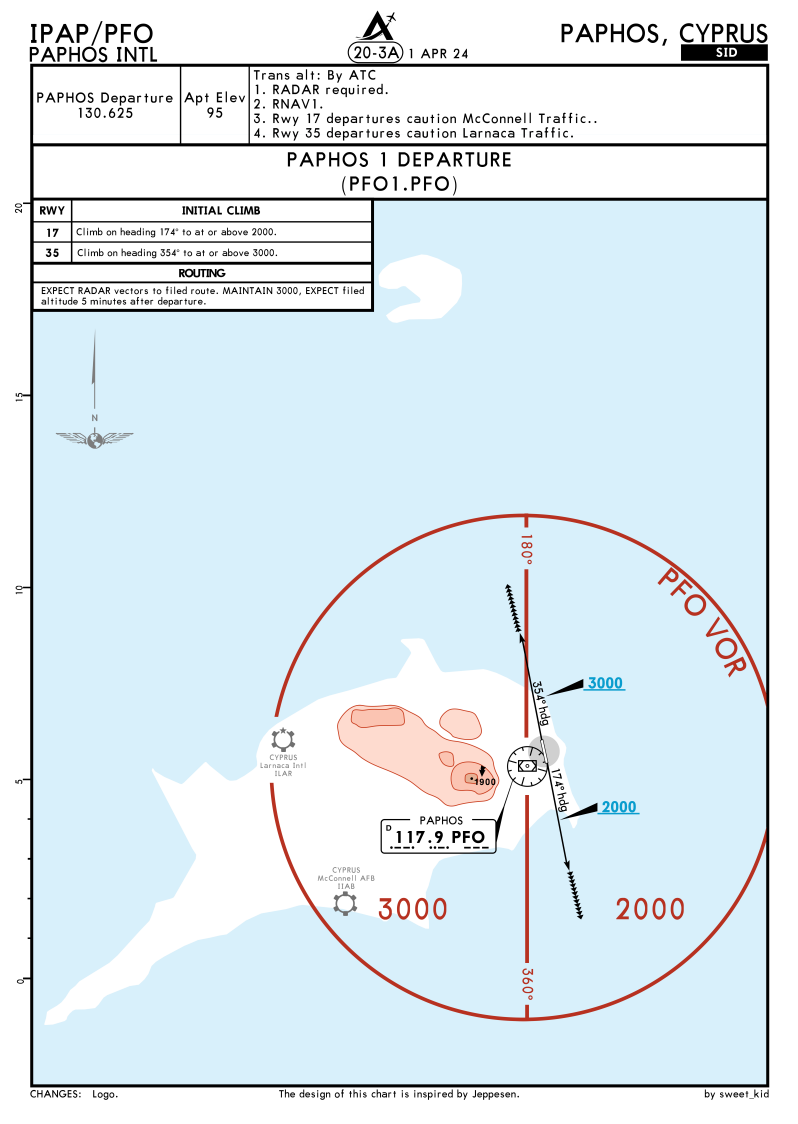 IPAP/PFO
PAPHOS INTL
20-3A
1 APR 24
PAPHOS, CYPRUS
SID
PAPHOS Departure
130.625
Apt Elev
95
Trans alt: By ATC
1. RADAR required.
2. RNAV1.
3. Rwy 17 departures caution McConnell Traffic..
4. Rwy 35 departures caution Larnaca Traffic.
PAPHOS 1 DEPARTURE
(PFO1.PFO)
RWY INITIAL CLIMB
17 Climb on heading 174° to at or above 2000.
35 Climb on heading 354° to at or above 3000.
ROUTING
EXPECT RADAR vectors to filed route. MAINTAIN 3000, EXPECT filed
altitude 5 minutes after departure.
20
15
10
5
0
N
180°
PFO VOR
3000
354° hdg
CYPRUS
Larnaca Intl
ILAR
1900
174° hdg
2000
PAPHOS
D 117.9 PFO
CYPRUS
McConnell AFB
IIAB
3000
2000
360°
CHANGES: Logo.
The design of this chart is inspired by Jeppesen.
by sweet_kid